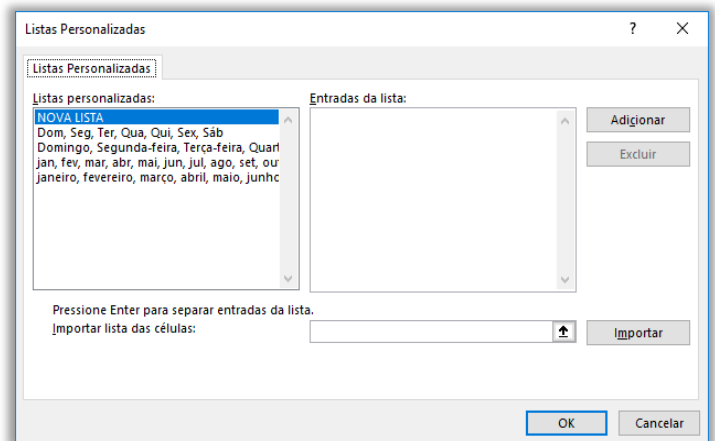 Listas Personalizadas
?
Listas Personalizadas
Listas personalizadas:
Entradas da lista:
NOVA LISTA
Dom, Seg, Ter, Qua, Qui, Sex, Sáb
Domingo, Segunda-feira, Terça-feira, Quart
jan, fev, mar, abr, mai, jun, jul, ago, set, ou
janeiro, fevereiro, março, abril, maio, junho
Adicionar
Excluir
Pressione Enter para separar entradas da lista.
Importar lista das células:
Importar
OK
Cancelar